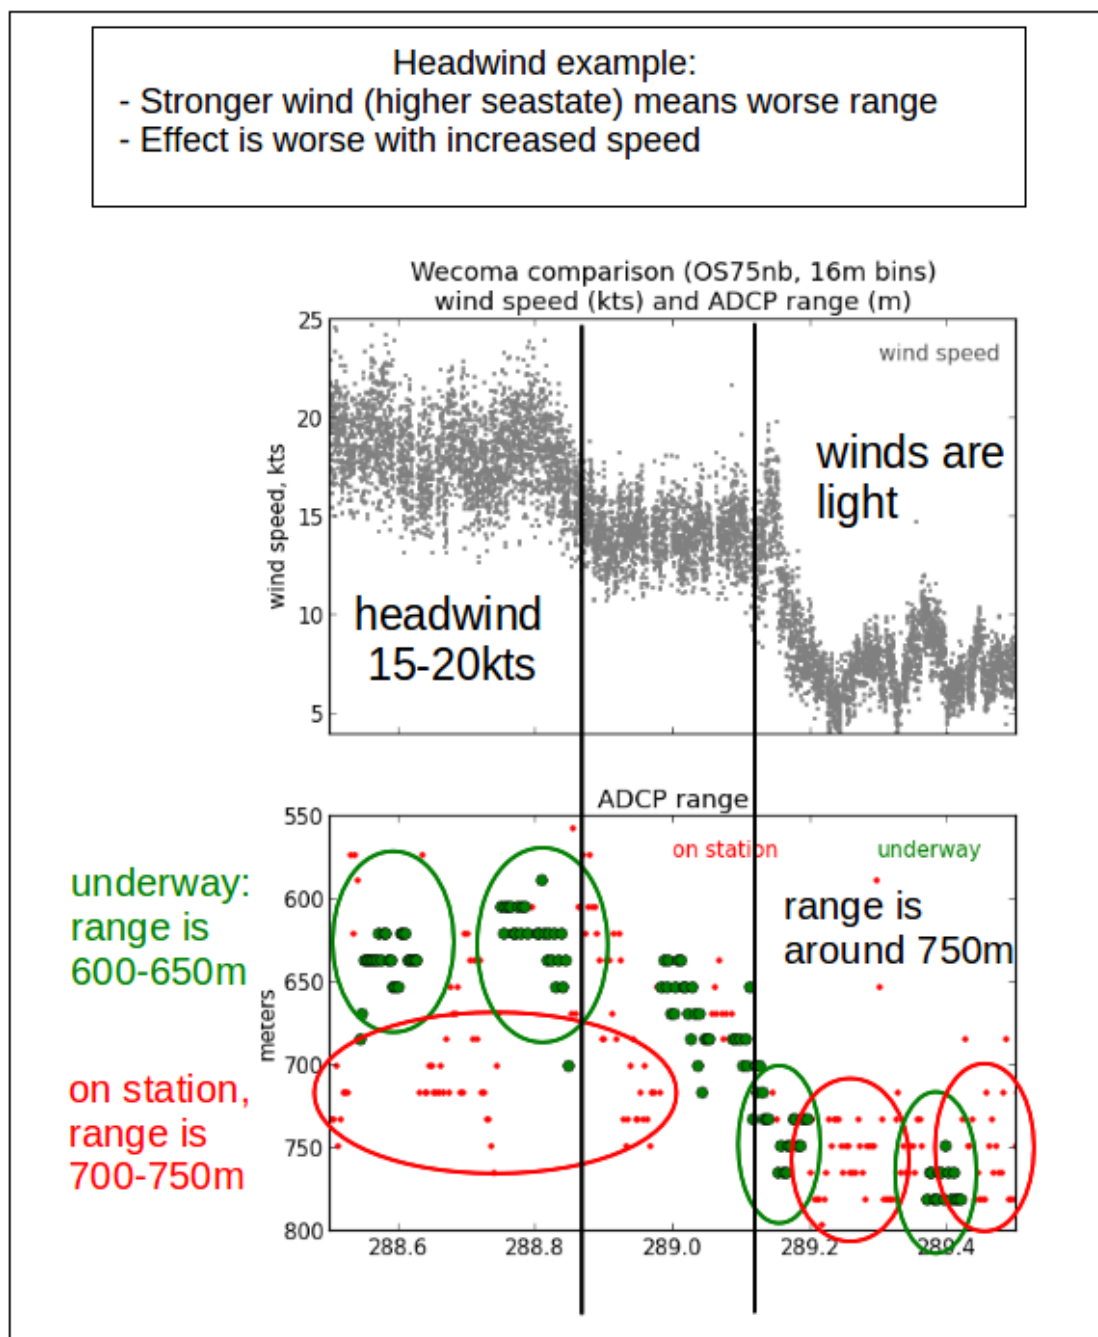 Headwind example:
- Stronger wind (higher seastate) means worse range
- Effect is worse with increased speed
Wecoma comparison (OS75nb, 16m bins)
wind speed (kts) and ADCP range (m)
25
20
15
10
5
wind speed, kts
wind speed
winds are
light
headwind
15-20kts
ADCP range
550
600
650
700
750
800
meters
on station
underway
underway:
range is
600-650m
range is
around 750m
on station,
range is
700-750m
288.6
288.8
289.0
289.2
289.4